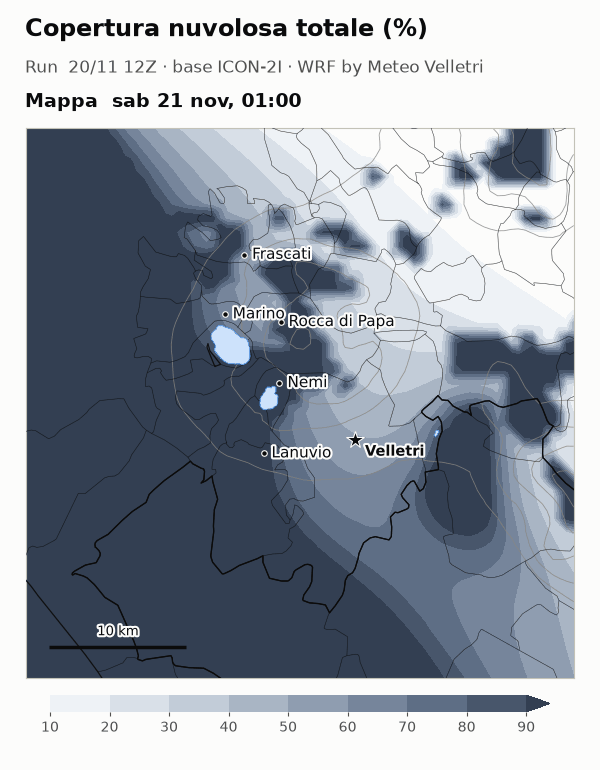 Copertura nuvolosa totale (%)
Run  20/11 12Z · base ICON-2I · WRF by Meteo Velletri
Mappa  sab 21 nov, 01:00
Frascati
Marino
Rocca di Papa
Nemi
Velletri
Lanuvio
10 km
10 20 30 40 50 60 70 80 90